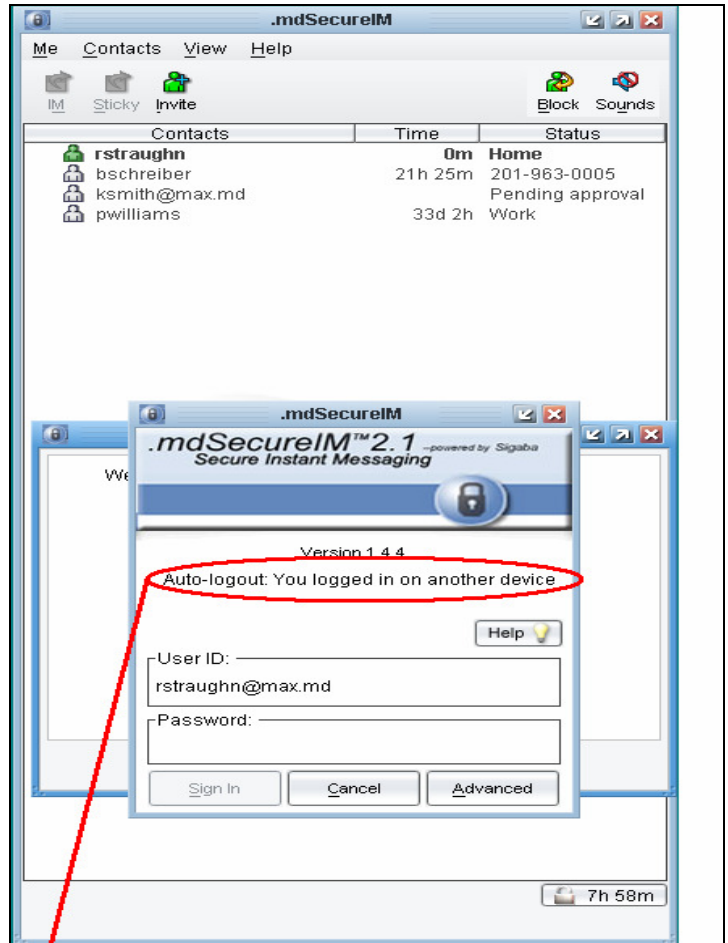 .mdSecureIM
Me Contacts View Help
IM Sticky Invite Block Sounds
Contacts Time Status
rstraughn 0m Home
bschreiber 21h 25m 201-963-0005
ksmith@max.md Pending approval
pwilliams 33d 2h Work
.mdSecureIM
.mdSecureIM™2.1 -powered by Sigaba
Secure Instant Messaging
We
Version 1.4.4
Auto-logout: You logged in on another device
Help
User ID:
rstraughn@max.md
Password:
Sign In Cancel Advanced
7h 58m